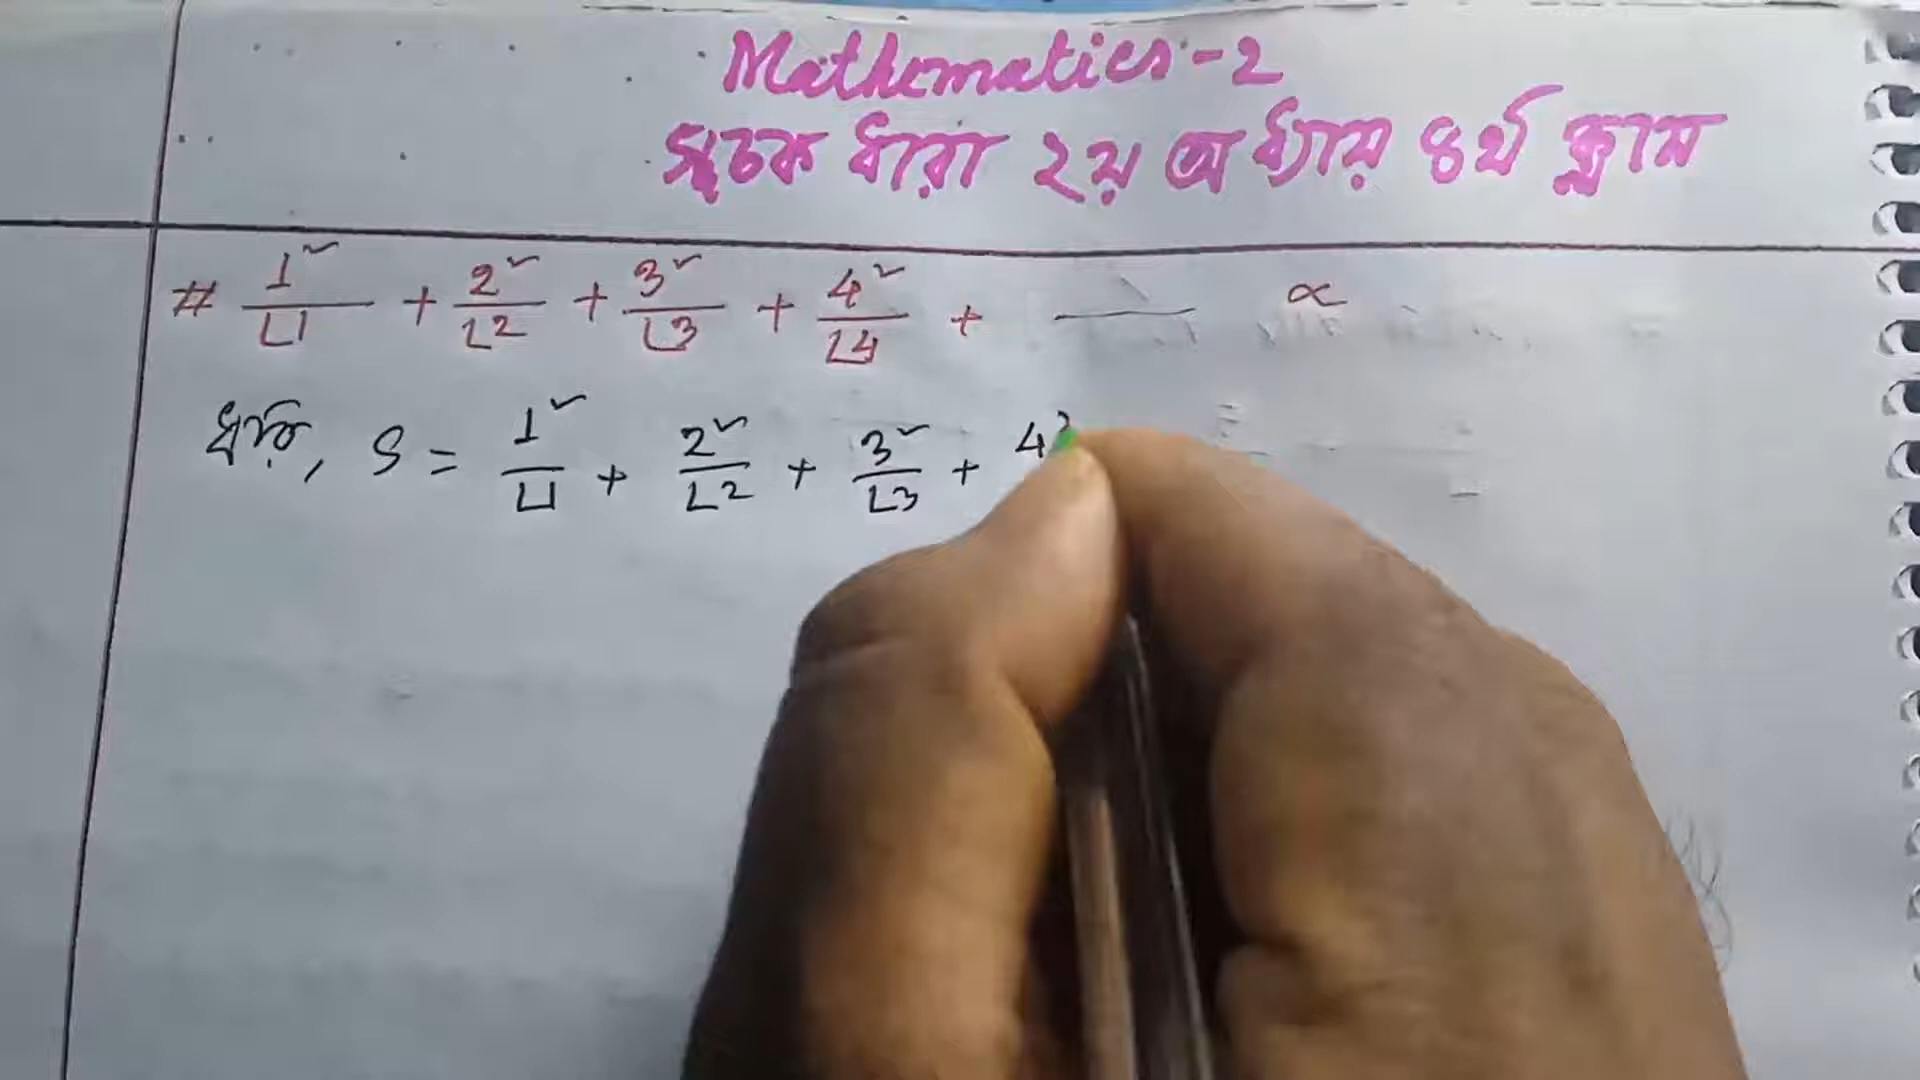 Mathematics-2
সূচক ধারা ২য় অধ্যায় ৪র্থ ক্লাস
# 1²/∟1 + 2²/∟2 + 3²/∟3 + 4²/∟4 + —— ∝
ধরি, S = 1²/∟1 + 2²/∟2 + 3²/∟3 + 4²